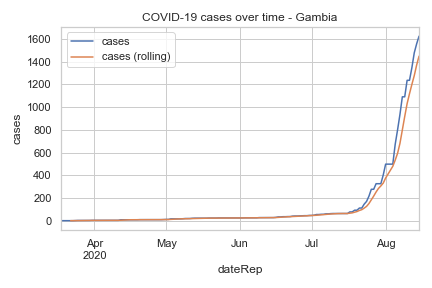 COVID-19 cases over time - Gambia
cases
cases (rolling)
1600
1400
1200
1000
800
600
400
200
0
cases
Apr
2020
May
Jun
Jul
Aug
dateRep